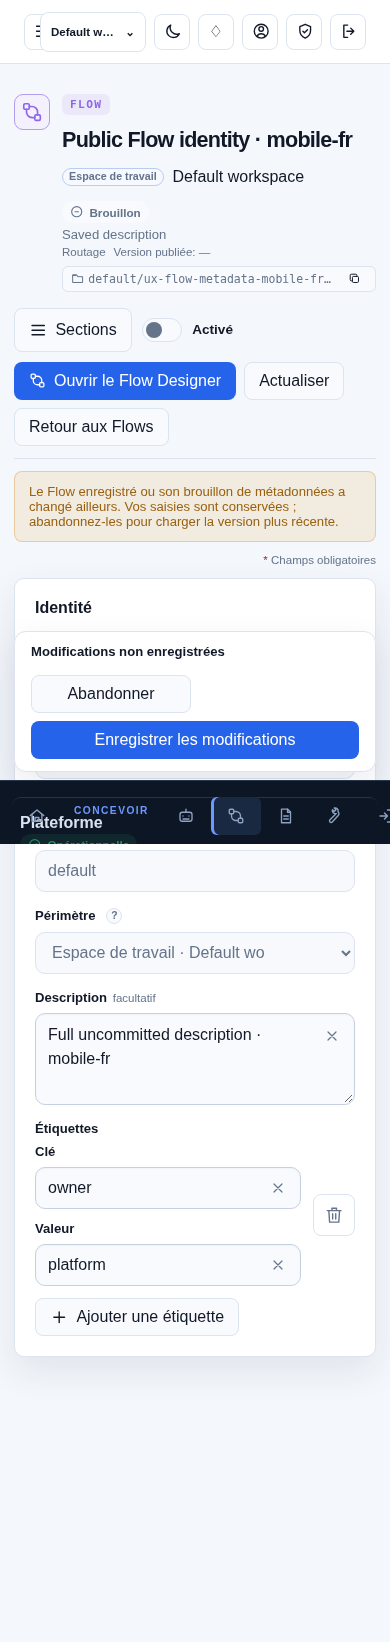 Default w…
FLOW
Public Flow identity · mobile-fr
Espace de travail Default workspace
Brouillon
Saved description
Routage Version publiée: —
default/ux-flow-metadata-mobile-fr…
Sections
Activé
Ouvrir le Flow Designer
Actualiser
Retour aux Flows
Le Flow enregistré ou son brouillon de métadonnées a
changé ailleurs. Vos saisies sont conservées ;
abandonnez-les pour charger la version plus récente.
* Champs obligatoires
Identité
Modifications non enregistrées
Abandonner
Enregistrer les modifications
CONCEVOIR
Plateforme
Opérationnelle
default
Périmètre ?
Espace de travail · Default wo
Description facultatif
Full uncommitted description ·
mobile-fr
Étiquettes
Clé
owner
Valeur
platform
Ajouter une étiquette